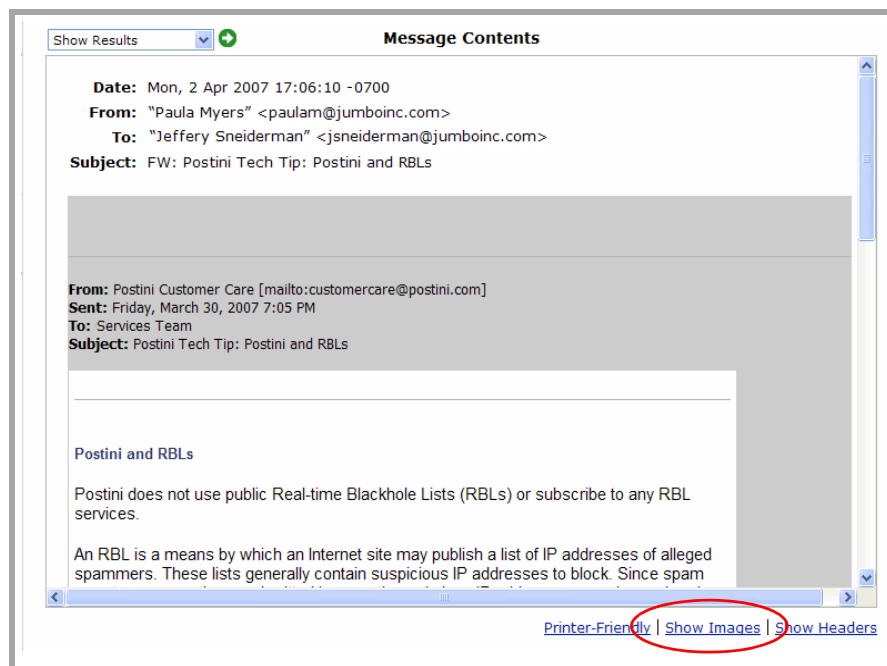 Show Results
Message Contents
Date: Mon, 2 Apr 2007 17:06:10 -0700
From: "Paula Myers" <paulam@jumboinc.com>
To: "Jeffery Sneiderman" <jsneiderman@jumboinc.com>
Subject: FW: Postini Tech Tip: Postini and RBLs
From: Postini Customer Care [mailto:customercare@postini.com]
Sent: Friday, March 30, 2007 7:05 PM
To: Services Team
Subject: Postini Tech Tip: Postini and RBLs
Postini and RBLs
Postini does not use public Real-time Blackhole Lists (RBLs) or subscribe to any RBL
services.
An RBL is a means by which an Internet site may publish a list of IP addresses of alleged
spammers. These lists generally contain suspicious IP addresses to block. Since spam
Printer-Friendly | Show Images | Show Headers